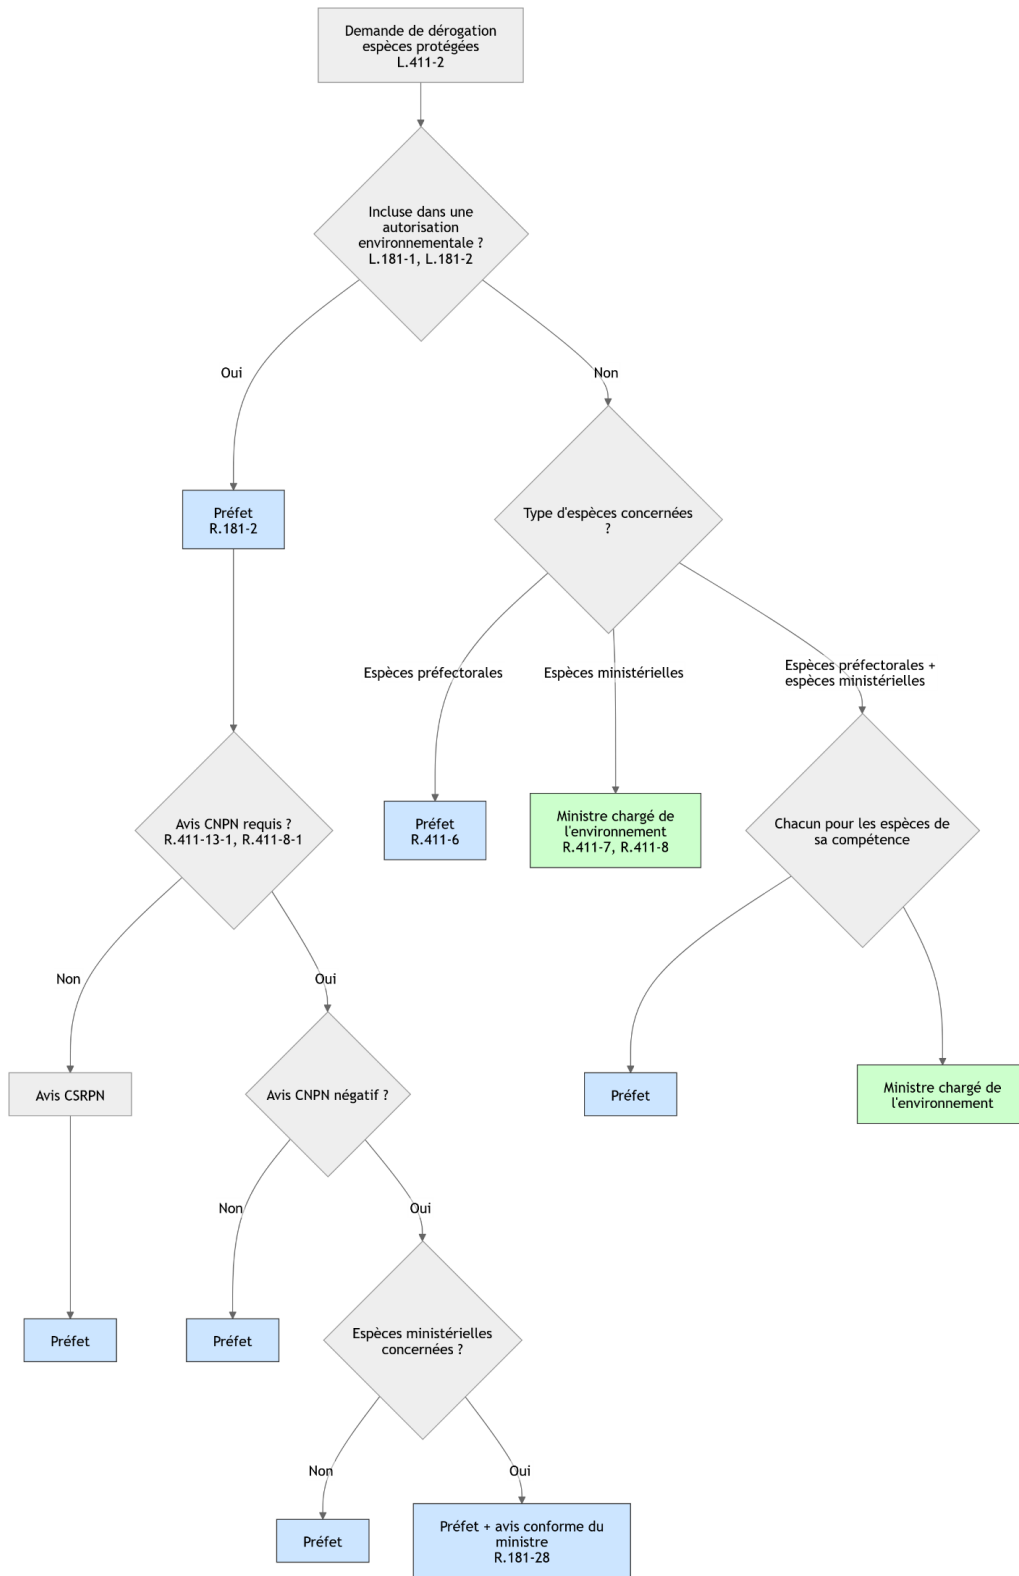 Demande de dérogation
espèces protégées
L.411-2
Incluse dans une
autorisation
environnementale ?
L.181-1, L.181-2
Oui
Non
Préfet
R.181-2
Type d'espèces concernées
?
Espèces préfectorales
Espèces ministérielles
Espèces préfectorales +
espèces ministérielles
Avis CNPN requis ?
R.411-13-1, R.411-8-1
Préfet
R.411-6
Ministre chargé de
l'environnement
R.411-7, R.411-8
Chacun pour les espèces de
sa compétence
Non
Oui
Avis CSRPN
Avis CNPN négatif ?
Préfet
Ministre chargé de
l'environnement
Non
Oui
Préfet
Préfet
Espèces ministérielles
concernées ?
Non
Oui
Préfet
Préfet + avis conforme du
ministre
R.181-28